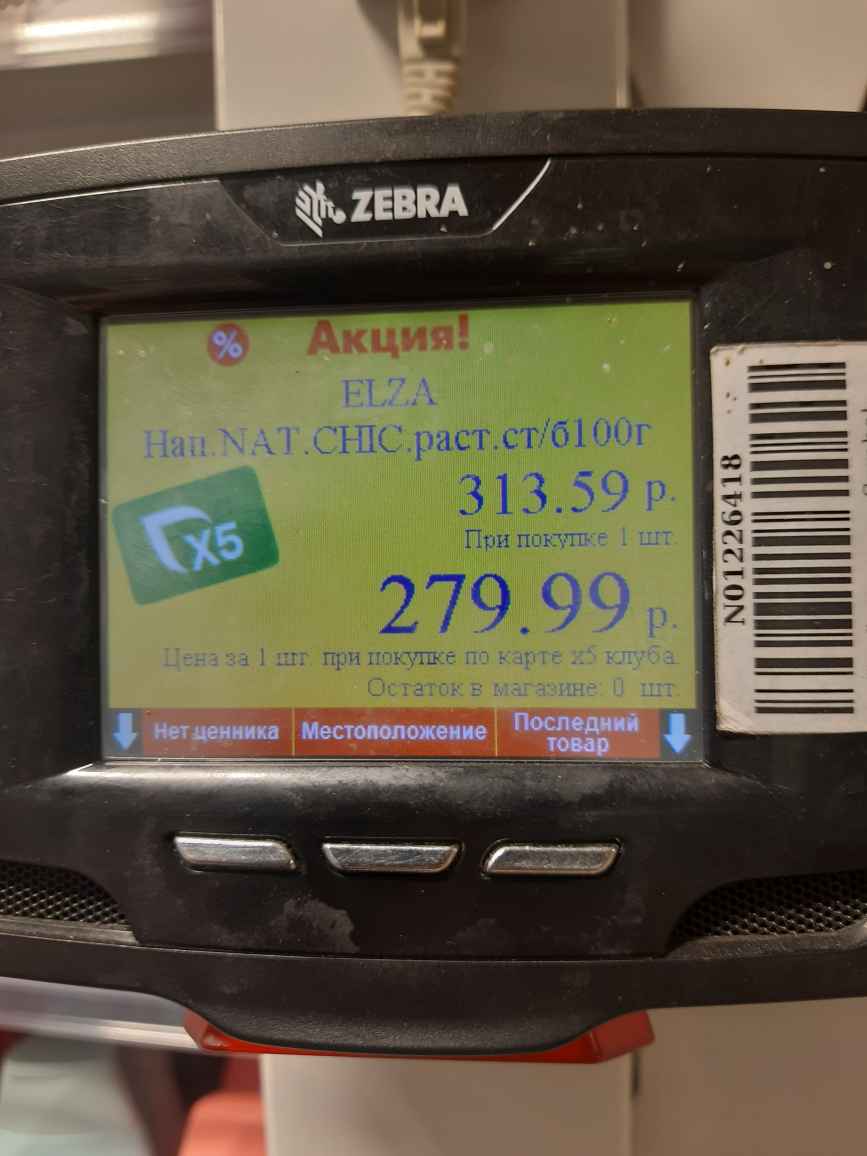 ZEBRA
% Акция!
ELZA
Нап.NAT.CHIC.раст.ст/б100г
X5
313.59 р.
При покупке 1 шт.
279.99 р.
Цена за 1 шт. при покупке по карте x5 клуба.
Остаток в магазине: 0 шт.
Нет ценника
Местоположение
Последний
товар
N01226418